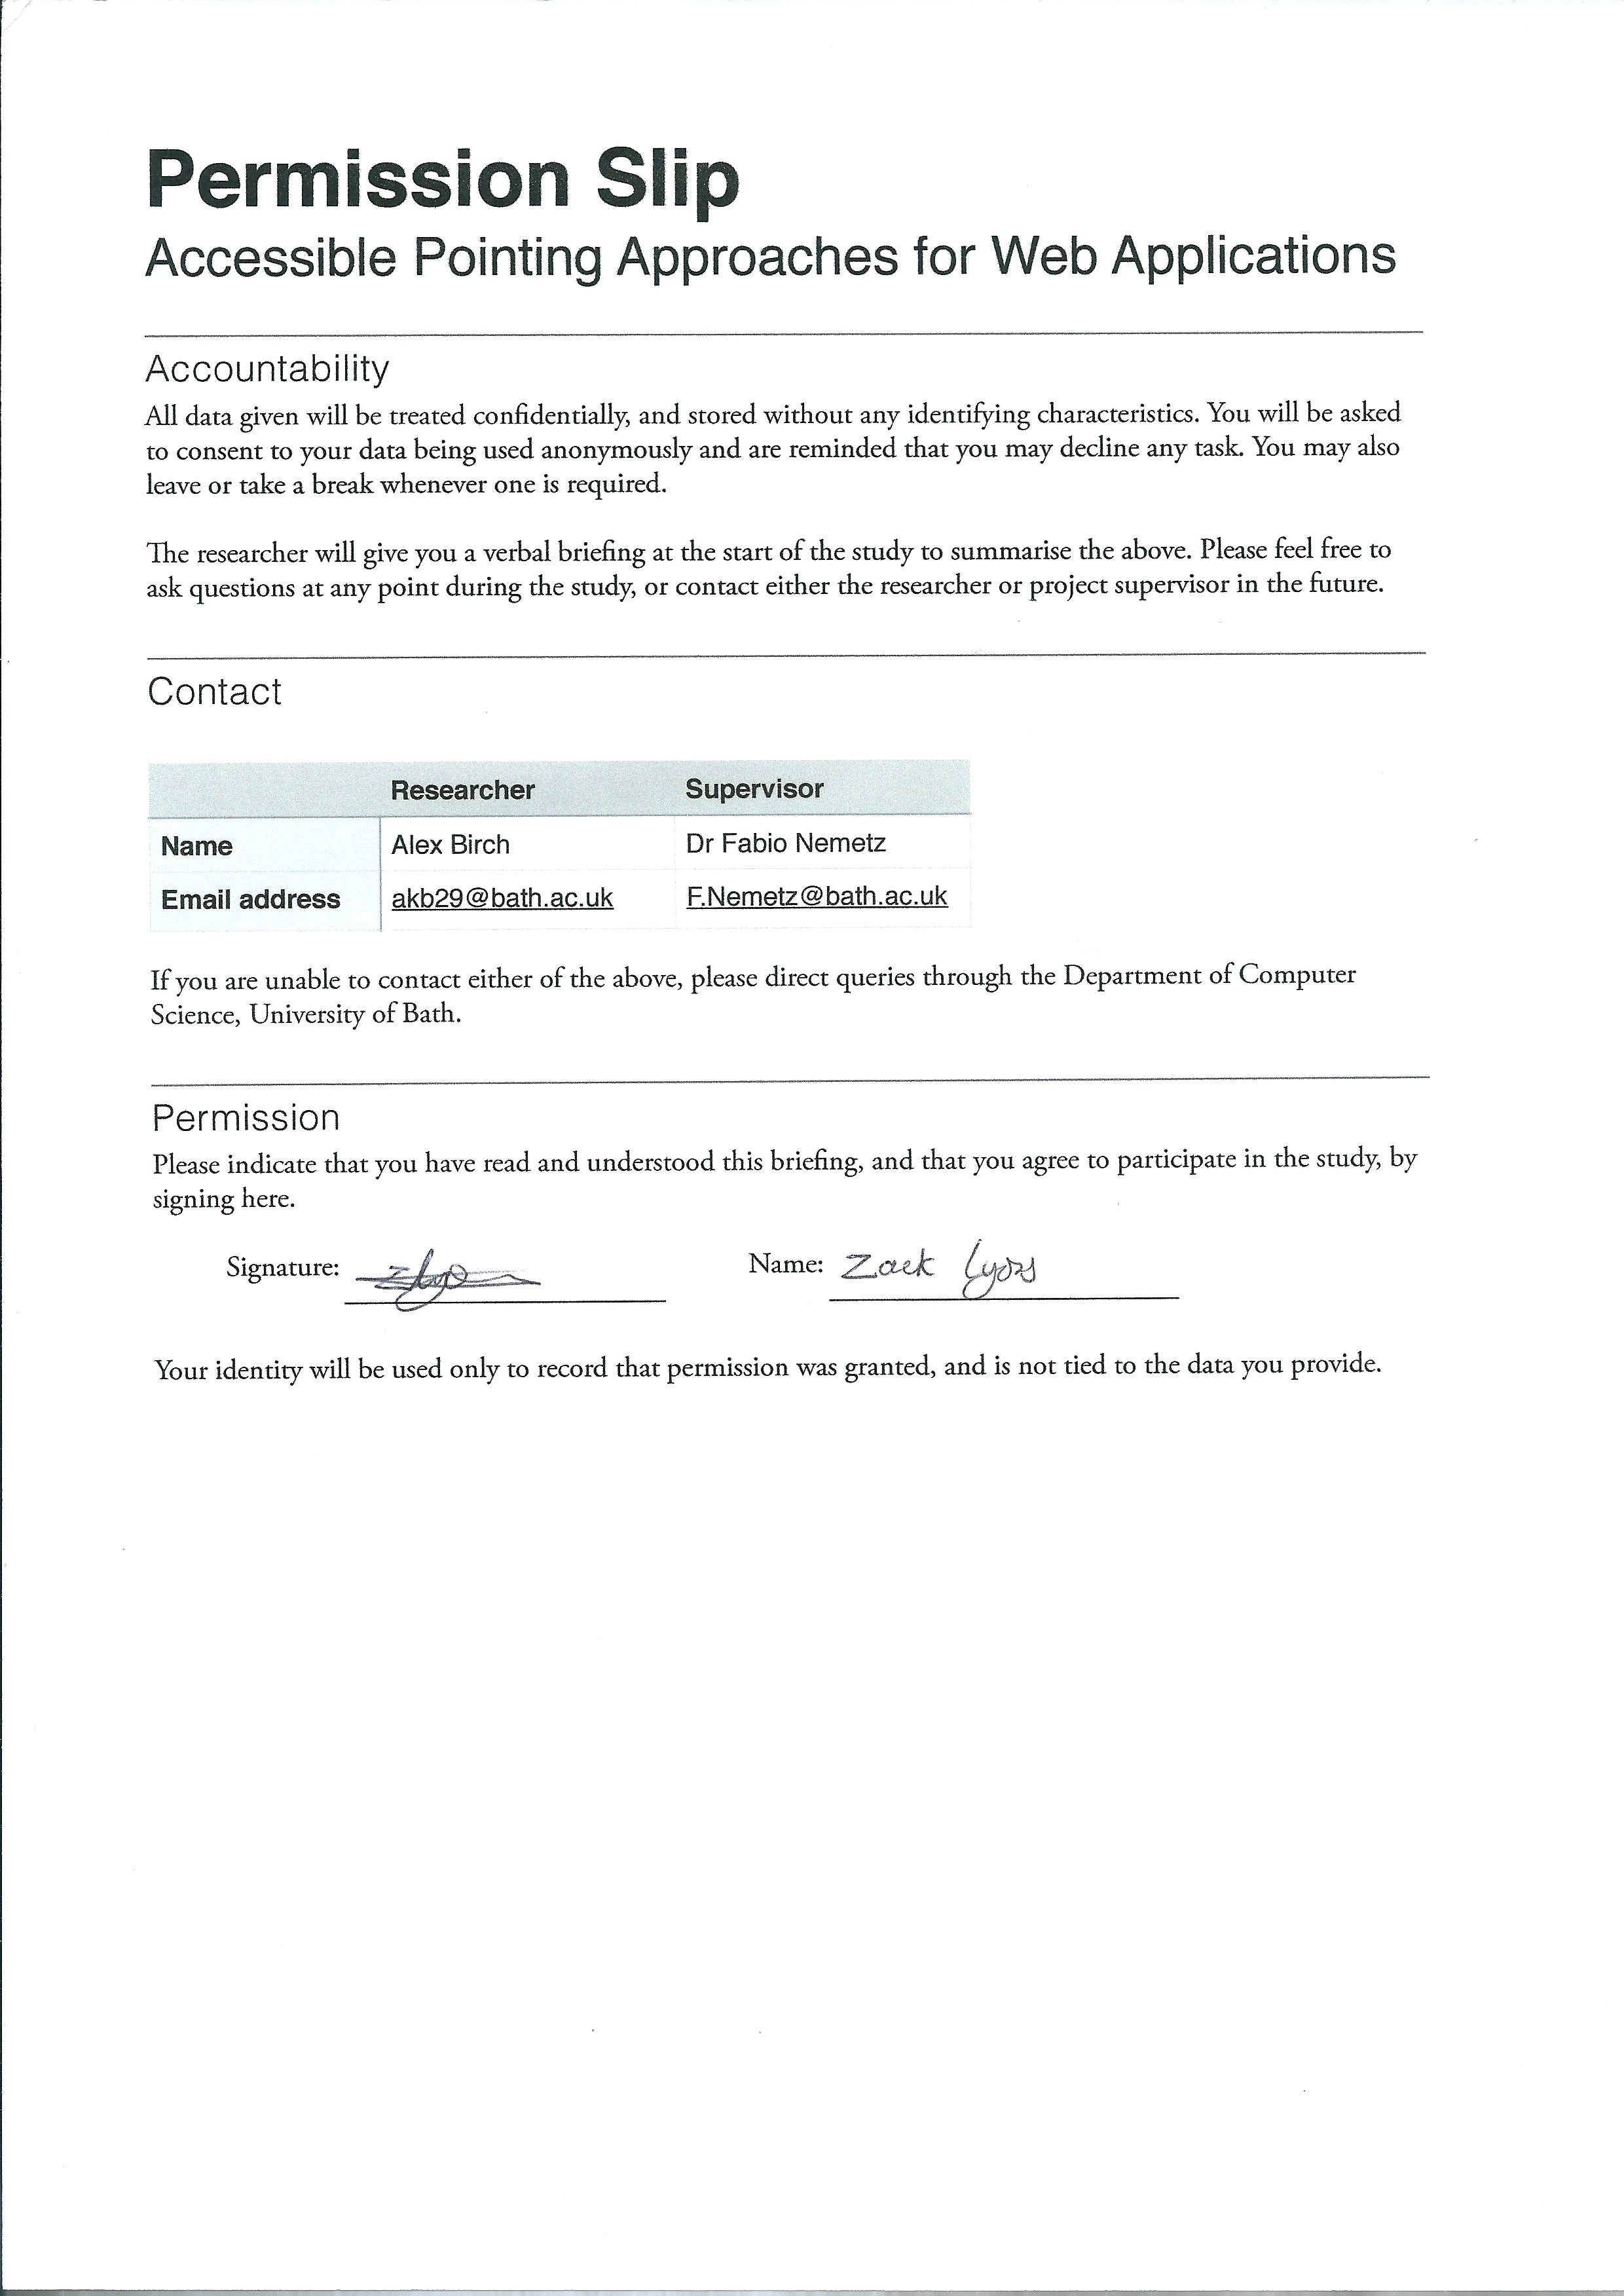 Permission Slip
Accessible Pointing Approaches for Web Applications
Accountability
All data given will be treated confidentially, and stored without any identifying characteristics. You will be asked
to consent to your data being used anonymously and are reminded that you may decline any task. You may also
leave or take a break whenever one is required.
The researcher will give you a verbal briefing at the start of the study to summarise the above. Please feel free to
ask questions at any point during the study, or contact either the researcher or project supervisor in the future.
Contact
Researcher Supervisor
Name Alex Birch Dr Fabio Nemetz
Email address akb29@bath.ac.uk F.Nemetz@bath.ac.uk
If you are unable to contact either of the above, please direct queries through the Department of Computer
Science, University of Bath.
Permission
Please indicate that you have read and understood this briefing, and that you agree to participate in the study, by
signing here.
Signature: Name: Zack Lyons
Your identity will be used only to record that permission was granted, and is not tied to the data you provide.